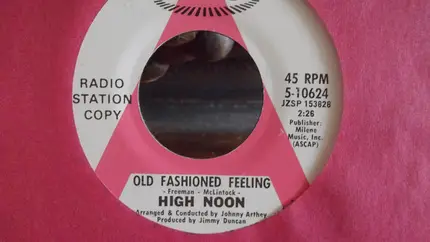 RADIO
STATION
COPY
45 RPM
5-10624
JZSP 153828
2:26
Publisher:
Milene
Music, Inc.
(ASCAP)
OLD FASHIONED FEELING
- Freeman - McLintock -
HIGH NOON
Arranged & Conducted by Johnny Arthey
Produced by Jimmy Duncan